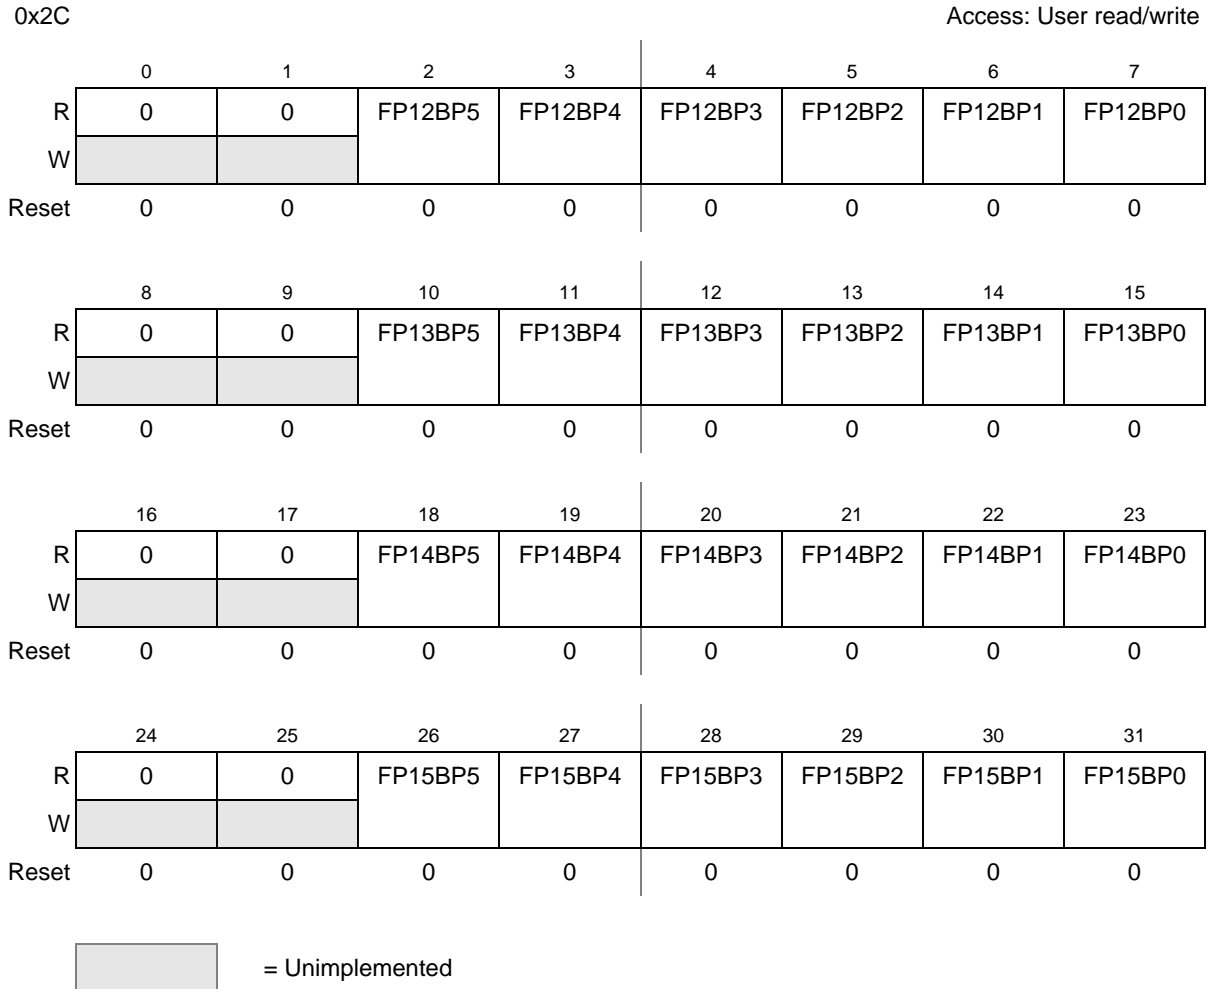 0x2C Access: User read/write
0 1 2 3 4 5 6 7
R 0 0 FP12BP5 FP12BP4 FP12BP3 FP12BP2 FP12BP1 FP12BP0
W
Reset 0 0 0 0 0 0 0 0
8 9 10 11 12 13 14 15
R 0 0 FP13BP5 FP13BP4 FP13BP3 FP13BP2 FP13BP1 FP13BP0
W
Reset 0 0 0 0 0 0 0 0
16 17 18 19 20 21 22 23
R 0 0 FP14BP5 FP14BP4 FP14BP3 FP14BP2 FP14BP1 FP14BP0
W
Reset 0 0 0 0 0 0 0 0
24 25 26 27 28 29 30 31
R 0 0 FP15BP5 FP15BP4 FP15BP3 FP15BP2 FP15BP1 FP15BP0
W
Reset 0 0 0 0 0 0 0 0
= Unimplemented